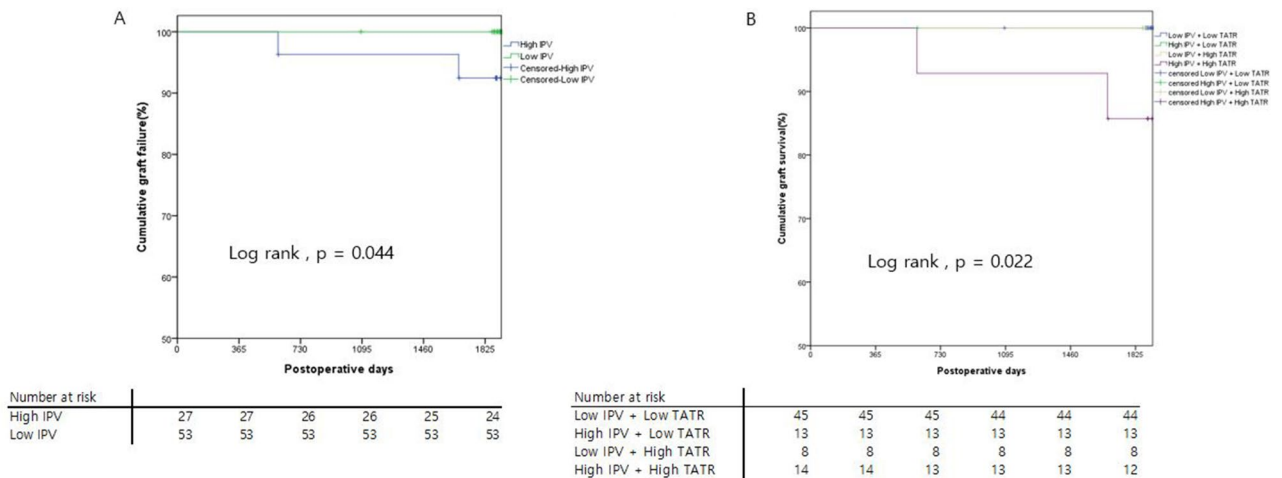 A
Cumulative graft failure(%)
100
90
80
70
60
50
0 365 730 1095 1460 1825
Postoperative days
Log rank , p = 0.044
High IPV
Low IPV
Censored-High IPV
Censored-Low IPV
Number at risk
High IPV 27 27 26 26 25 24
Low IPV 53 53 53 53 53 53
B
Cumulative graft survival(%)
100
90
80
70
60
50
0 365 730 1095 1460 1825
Postoperative days
Log rank , p = 0.022
Low IPV + Low TATR
High IPV + Low TATR
Low IPV + High TATR
High IPV + High TATR
censored Low IPV + Low TATR
censored High IPV + Low TATR
censored Low IPV + High TATR
censored High IPV + High TATR
Number at risk
Low IPV + Low TATR 45 45 45 44 44 44
High IPV + Low TATR 13 13 13 13 13 13
Low IPV + High TATR 8 8 8 8 8 8
High IPV + High TATR 14 14 13 13 13 12